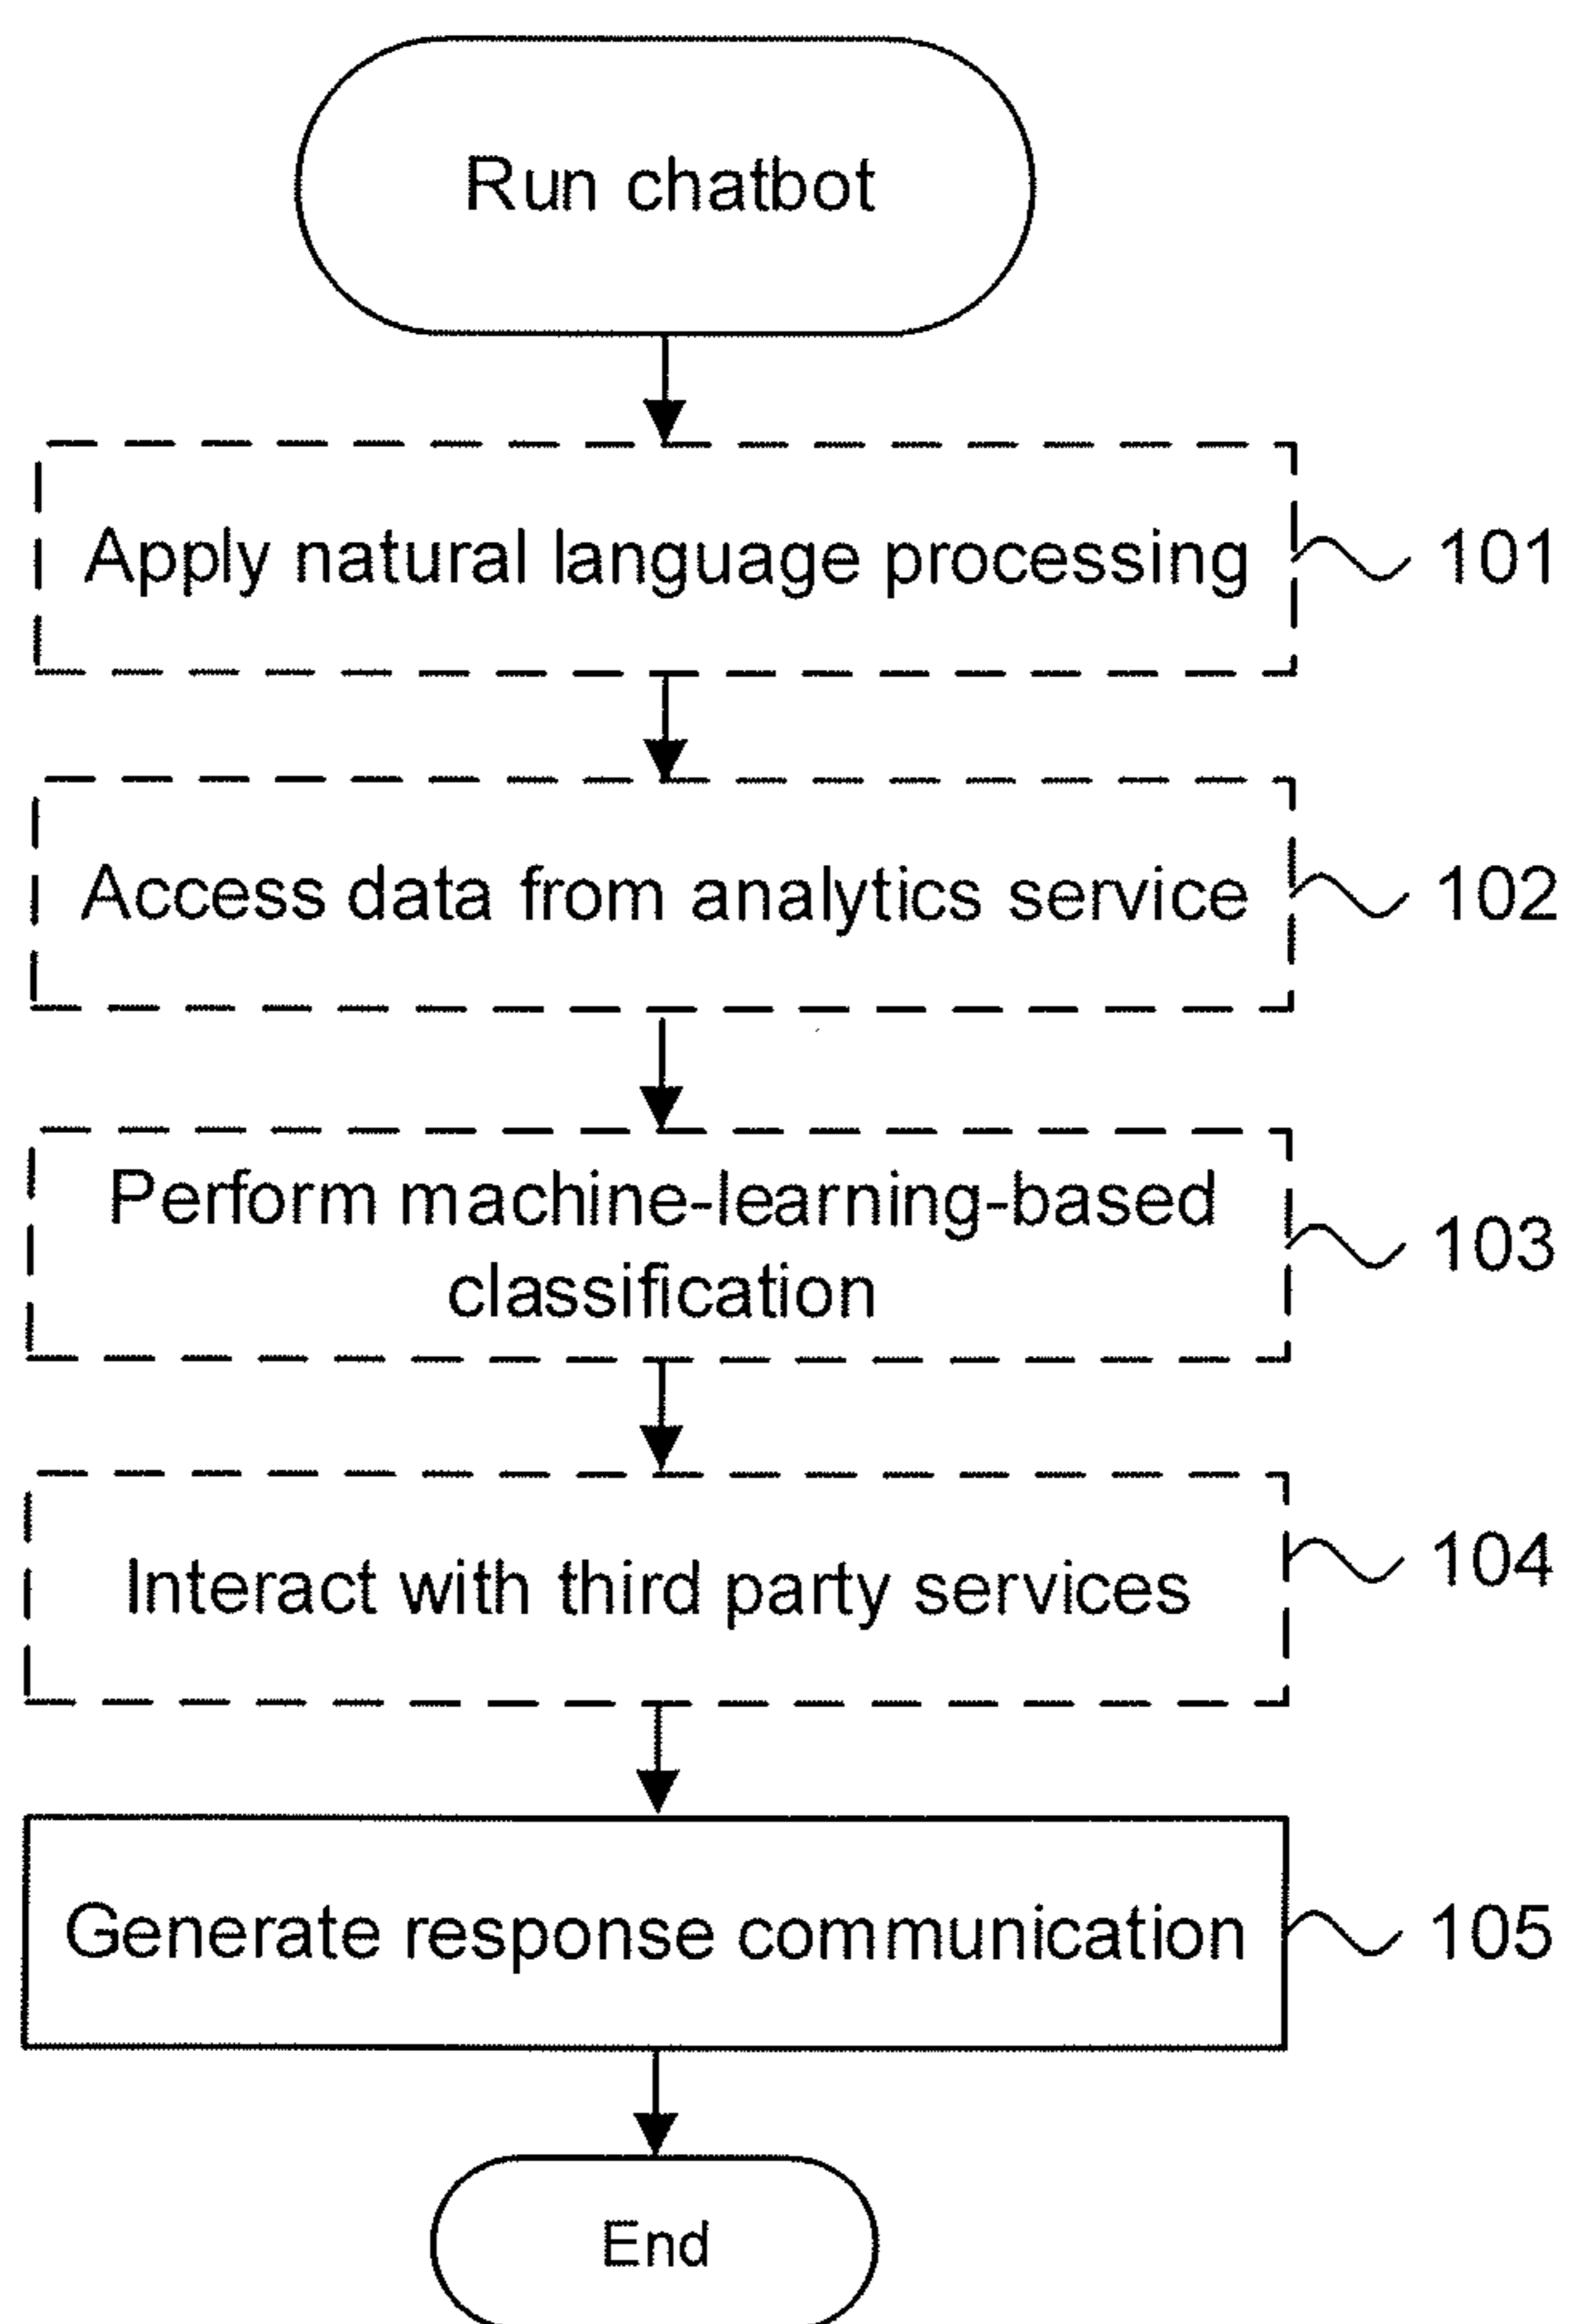 Run chatbot
Apply natural language processing
101
Access data from analytics service
102
Perform machine-learning-based
classification
103
Interact with third party services
104
Generate response communication
105
End